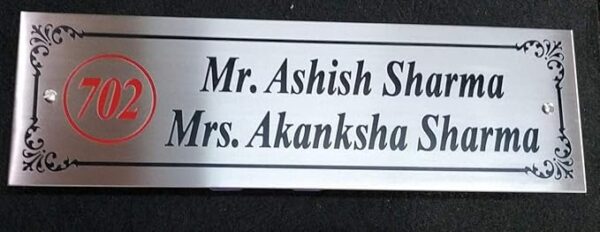 702
Mr. Ashish Sharma
Mrs. Akanksha Sharma